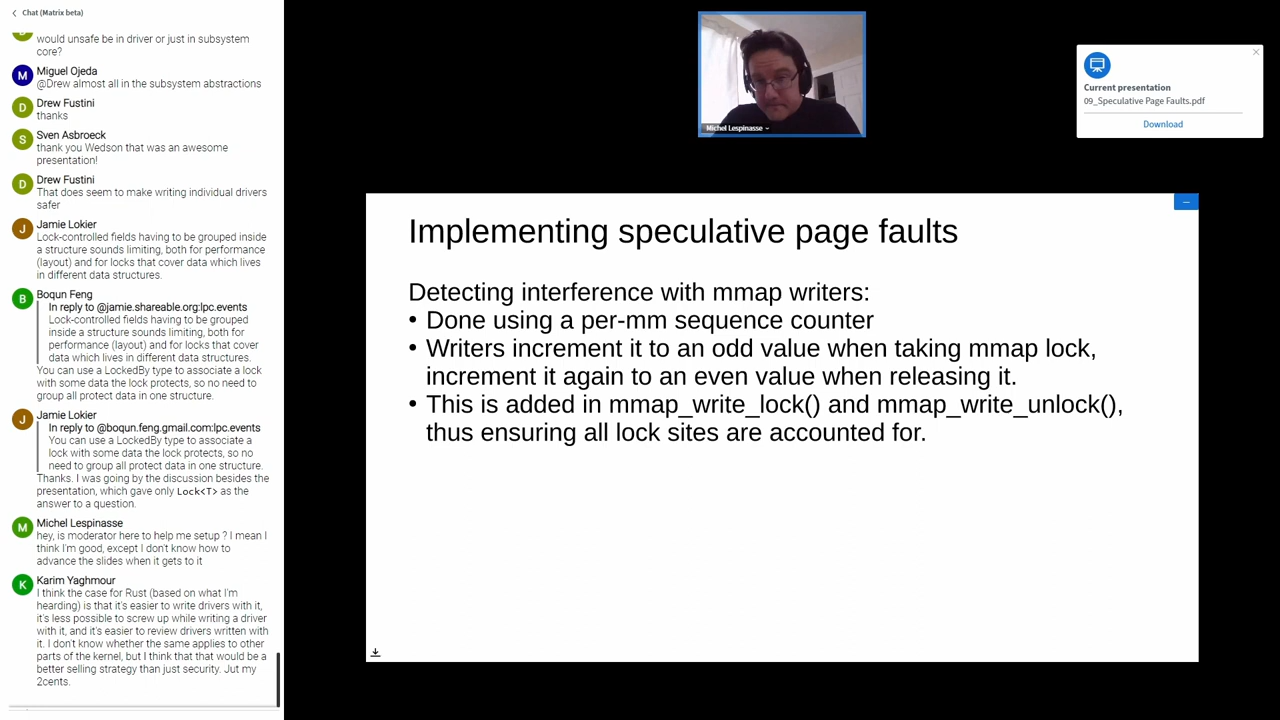 Chat (Matrix beta)
would unsafe be in driver or just in subsystem
core?
M
Miguel Ojeda
@Drew almost all in the subsystem abstractions
D
Drew Fustini
thanks
S
Sven Asbroeck
thank you Wedson that was an awesome
presentation!
D
Drew Fustini
That does seem to make writing individual drivers
safer
J
Jamie Lokier
Lock-controlled fields having to be grouped inside
a structure sounds limiting, both for performance
(layout) and for locks that cover data which lives
in different data structures.
B
Boqun Feng
In reply to @jamie.shareable.org:lpc.events
Lock-controlled fields having to be grouped
inside a structure sounds limiting, both for
performance (layout) and for locks that cover
data which lives in different data structures.
You can use a LockedBy type to associate a lock
with some data the lock protects, so no need to
group all protect data in one structure.
J
Jamie Lokier
In reply to @boqun.feng.gmail.com:lpc.events
You can use a LockedBy type to associate a
lock with some data the lock protects, so no
need to group all protect data in one structure.
Thanks. I was going by the discussion besides the
presentation, which gave only Lock<T> as the
answer to a question.
M
Michel Lespinasse
hey, is moderator here to help me setup ? I mean I
think I'm good, except I don't know how to
advance the slides when it gets to it
K
Karim Yaghmour
I think the case for Rust (based on what I'm
hearding) is that it's easier to write drivers with it,
it's less possible to screw up while writing a driver
with it, and it's easier to review drivers written with
it. I don't know whether the same applies to other
parts of the kernel, but I think that that would be a
better selling strategy than just security. Jut my
2cents.
Michel Lespinasse
Current presentation
09_Speculative Page Faults.pdf
Download
Implementing speculative page faults
Detecting interference with mmap writers:
• Done using a per-mm sequence counter
• Writers increment it to an odd value when taking mmap lock,
increment it again to an even value when releasing it.
• This is added in mmap_write_lock() and mmap_write_unlock(),
thus ensuring all lock sites are accounted for.